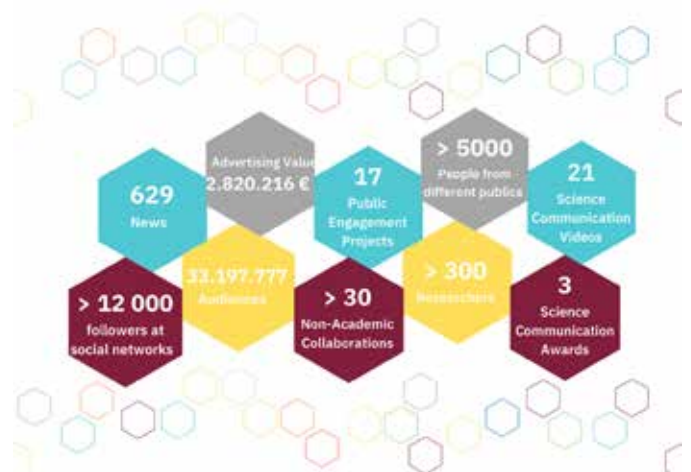 629
News
Advertising Value
2.820.216 €
17
Public
Engagement
Projects
> 5000
People from
different publics
21
Science
Communication
Videos
> 12 000
followers at
social networks
33.197.777
Audiences
> 30
Non-Academic
Collaborations
> 300
Researchers
3
Science
Communication
Awards